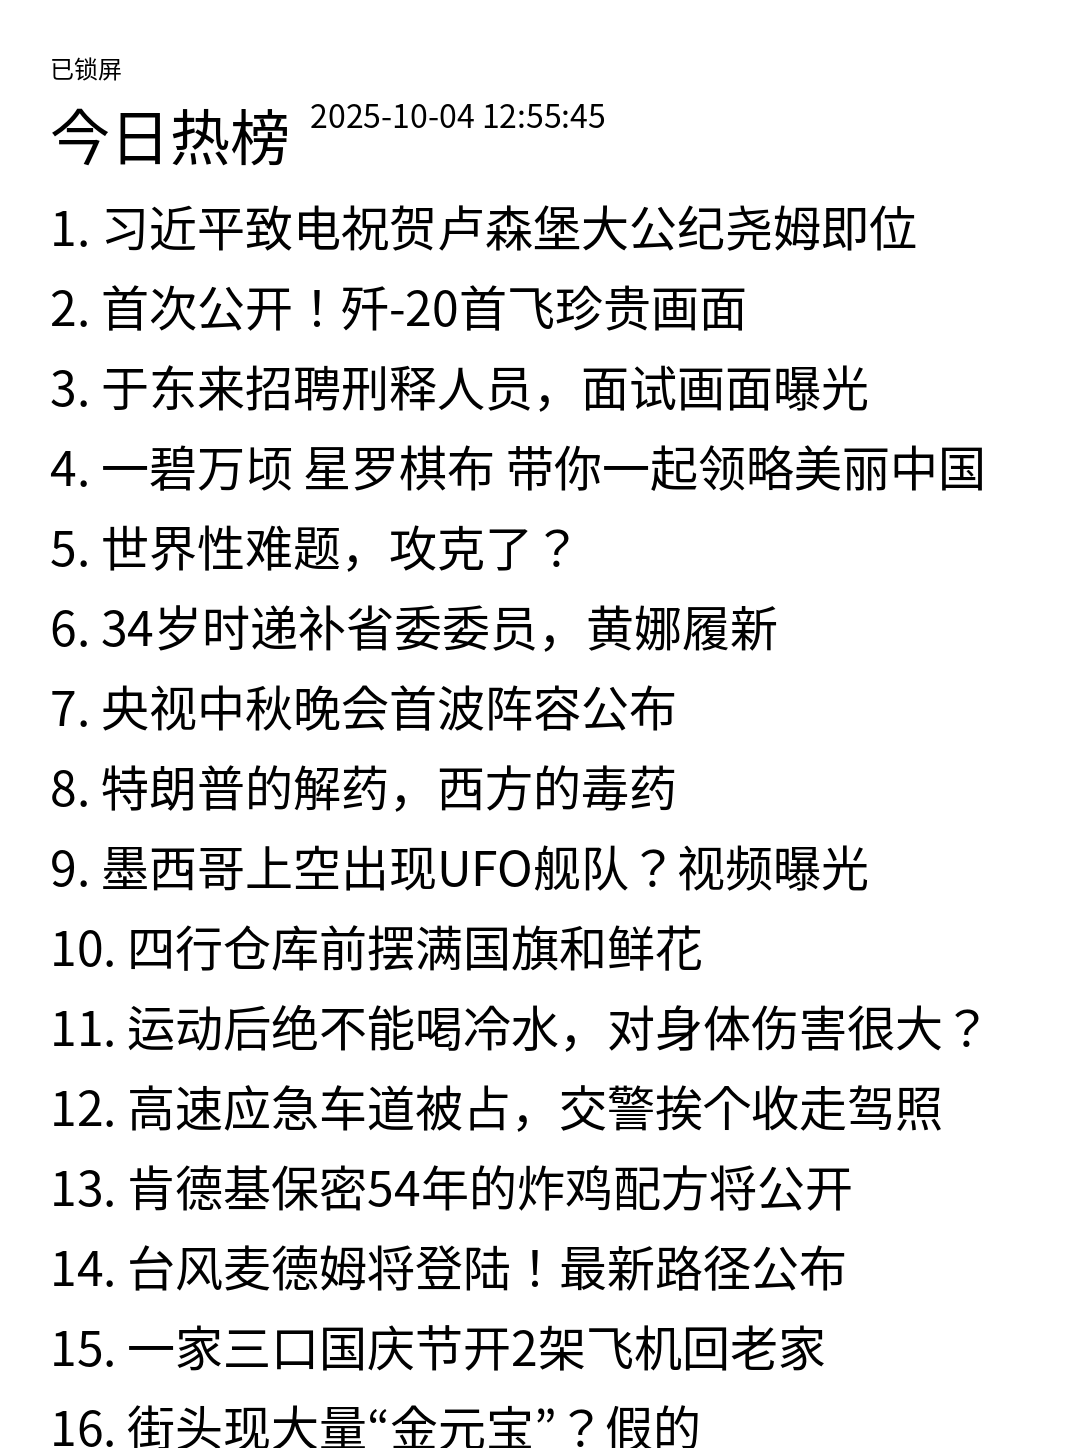 已锁屏
今日热榜 2025-10-04 12:55:45
1. 习近平致电祝贺卢森堡大公纪尧姆即位
2. 首次公开！歼-20首飞珍贵画面
3. 于东来招聘刑释人员，面试画面曝光
4. 一碧万顷 星罗棋布 带你一起领略美丽中国
5. 世界性难题，攻克了？
6. 34岁时递补省委委员，黄娜履新
7. 央视中秋晚会首波阵容公布
8. 特朗普的解药，西方的毒药
9. 墨西哥上空出现UFO舰队？视频曝光
10. 四行仓库前摆满国旗和鲜花
11. 运动后绝不能喝冷水，对身体伤害很大？
12. 高速应急车道被占，交警挨个收走驾照
13. 肯德基保密54年的炸鸡配方将公开
14. 台风麦德姆将登陆！最新路径公布
15. 一家三口国庆节开2架飞机回老家
16. 街头现大量“金元宝”？假的